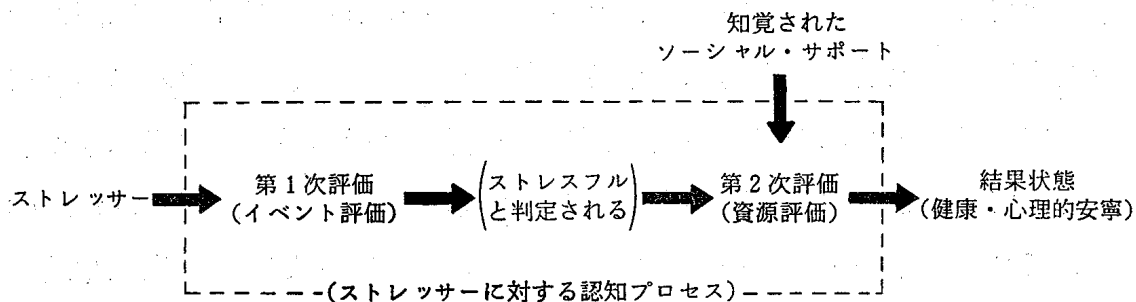 知覚された
ソーシャル・サポート
ストレッサー
第1次評価
(イベント評価)
(ストレスフル
と判定される)
第2次評価
(資源評価)
結果状態
(健康・心理的安寧)
(ストレッサーに対する認知プロセス)